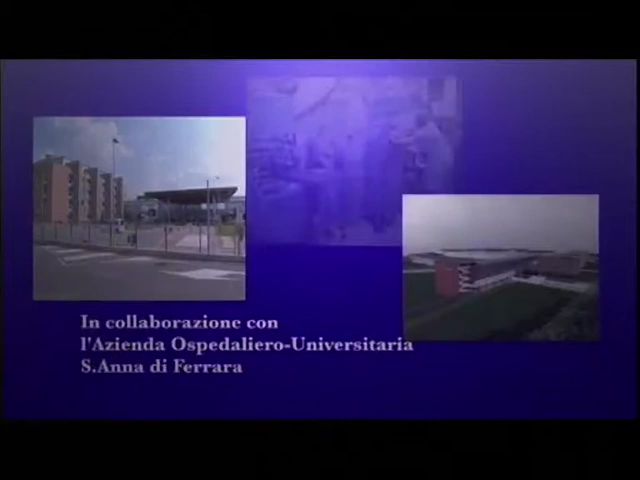 In collaborazione con
l'Azienda Ospedaliero-Universitaria
S.Anna di Ferrara